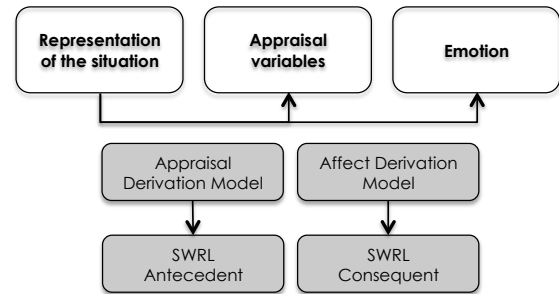 Representation
of the situation
Appraisal
variables
Emotion
Appraisal
Derivation Model
Affect Derivation
Model
SWRL
Antecedent
SWRL
Consequent